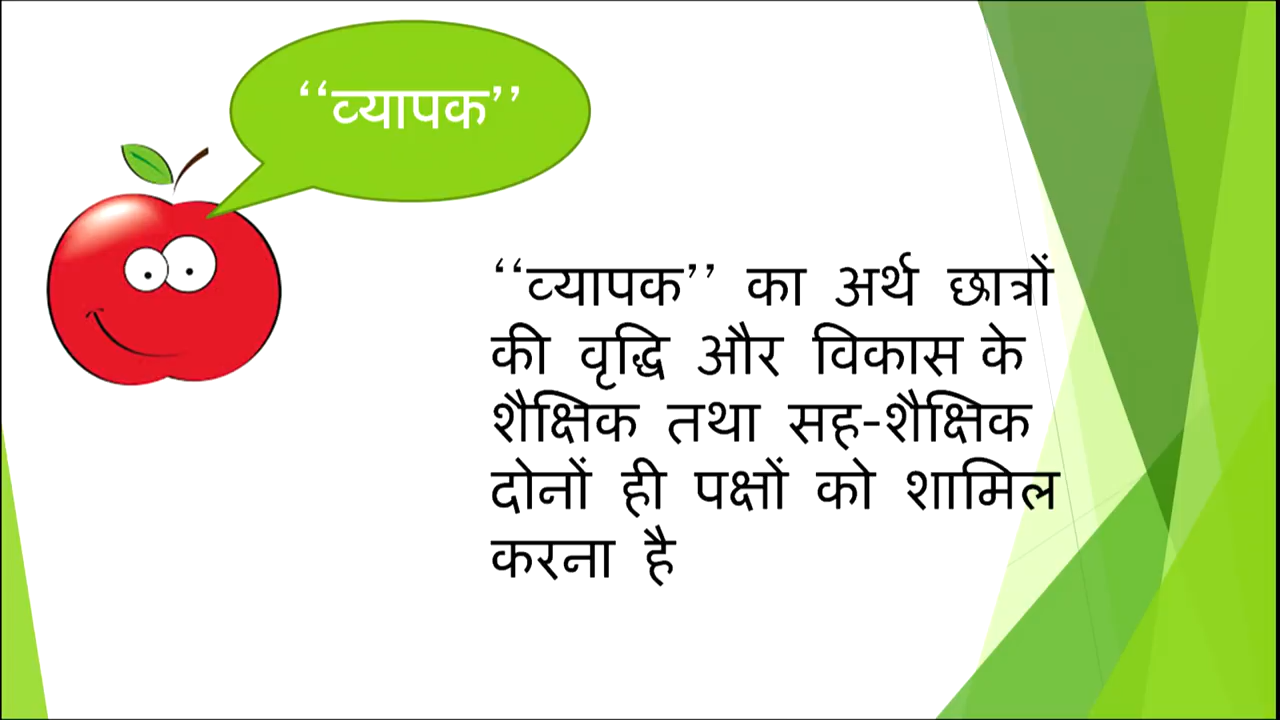 ‘‘व्यापक’’
‘‘व्यापक’’ का अर्थ छात्रों
की वृद्धि और विकास के
शैक्षिक तथा सह-शैक्षिक
दोनों ही पक्षों को शामिल
करना है